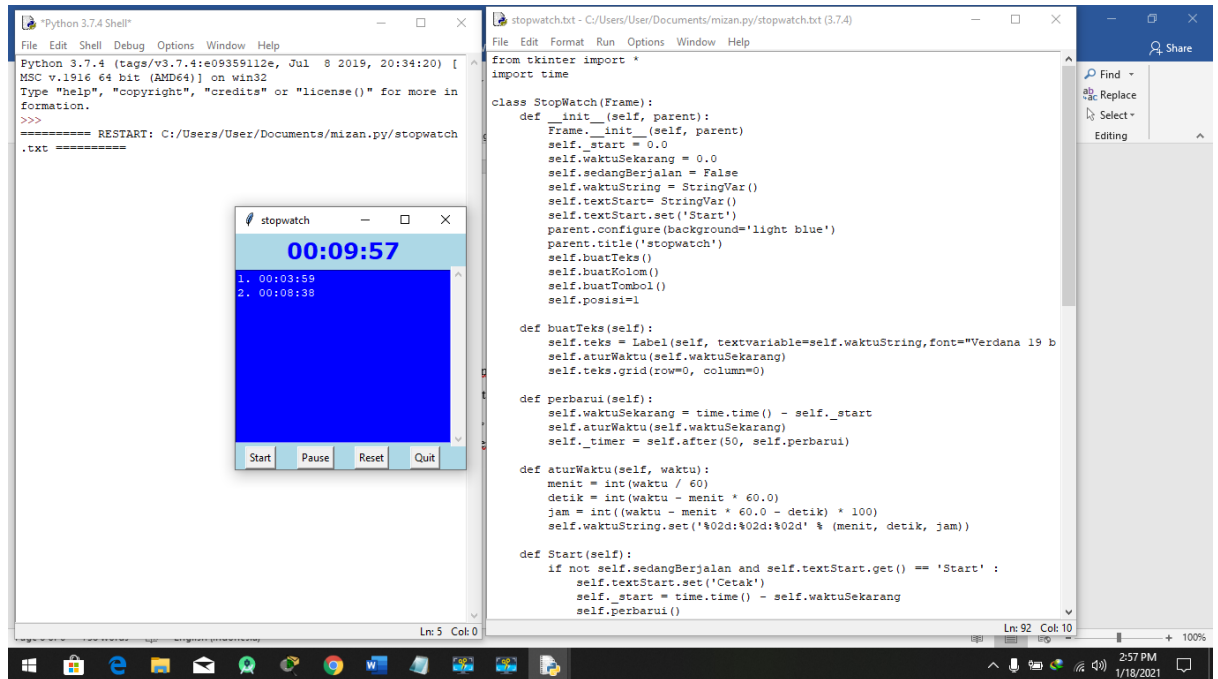 *Python 3.7.4 Shell*
File Edit Shell Debug Options Window Help
Python 3.7.4 (tags/v3.7.4:e09359112e, Jul  8 2019, 20:34:20) [
MSC v.1916 64 bit (AMD64)] on win32
Type "help", "copyright", "credits" or "license()" for more in
formation.
>>>
========== RESTART: C:/Users/User/Documents/mizan.py/stopwatch
.txt ==========
Ln: 5 Col: 0
stopwatch
00:09:57
1. 00:03:59
2. 00:08:38
Start Pause Reset Quit
stopwatch.txt - C:/Users/User/Documents/mizan.py/stopwatch.txt (3.7.4)
File Edit Format Run Options Window Help
from tkinter import *
import time
class StopWatch(Frame):
    def __init__(self, parent):
        Frame.__init__(self, parent)
        self._start = 0.0
        self.waktuSekarang = 0.0
        self.sedangBerjalan = False
        self.waktuString = StringVar()
        self.textStart= StringVar()
        self.textStart.set('Start')
        parent.configure(background='light blue')
        parent.title('stopwatch')
        self.buatTeks()
        self.buatKolom()
        self.buatTombol()
        self.posisi=1
    def buatTeks(self):
        self.teks = Label(self, textvariable=self.waktuString,font="Verdana 19 b
        self.aturWaktu(self.waktuSekarang)
        self.teks.grid(row=0, column=0)
    def perbarui(self):
        self.waktuSekarang = time.time() - self._start
        self.aturWaktu(self.waktuSekarang)
        self._timer = self.after(50, self.perbarui)
    def aturWaktu(self, waktu):
        menit = int(waktu / 60)
        detik = int(waktu - menit * 60.0)
        jam = int((waktu - menit * 60.0 - detik) * 100)
        self.waktuString.set('%02d:%02d:%02d' % (menit, detik, jam))
    def Start(self):
        if not self.sedangBerjalan and self.textStart.get() == 'Start' :
            self.textStart.set('Cetak')
            self._start = time.time() - self.waktuSekarang
            self.perbarui()
Ln: 92 Col: 10
Share
Find
Replace
Select
Editing
100%
2:57 PM
1/18/2021